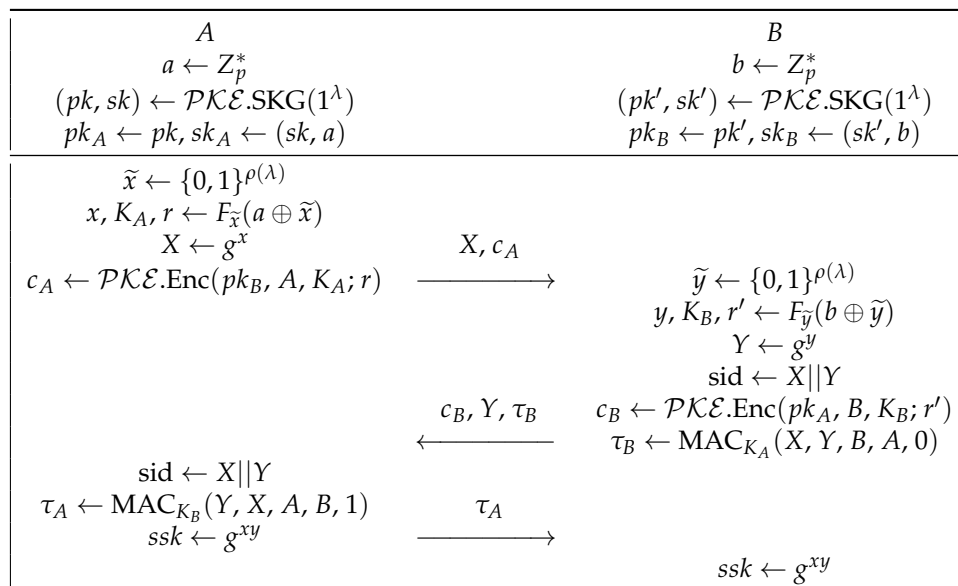 A B
a ← Z_p^* b ← Z_p^*
(pk, sk) ← PKE.SKG(1^λ) (pk′, sk′) ← PKE.SKG(1^λ)
pk_A ← pk, sk_A ← (sk, a) pk_B ← pk′, sk_B ← (sk′, b)
x̃ ← {0, 1}^ρ(λ)
x, K_A, r ← F_x̃(a ⊕ x̃)
X ← g^x X, c_A
c_A ← PKE.Enc(pk_B, A, K_A; r) ⟶ ỹ ← {0, 1}^ρ(λ)
y, K_B, r′ ← F_ỹ(b ⊕ ỹ)
Y ← g^y
sid ← X||Y
c_B, Y, τ_B c_B ← PKE.Enc(pk_A, B, K_B; r′)
⟵ τ_B ← MAC_K_A(X, Y, B, A, 0)
sid ← X||Y
τ_A ← MAC_K_B(Y, X, A, B, 1) τ_A
ssk ← g^xy ⟶
ssk ← g^xy